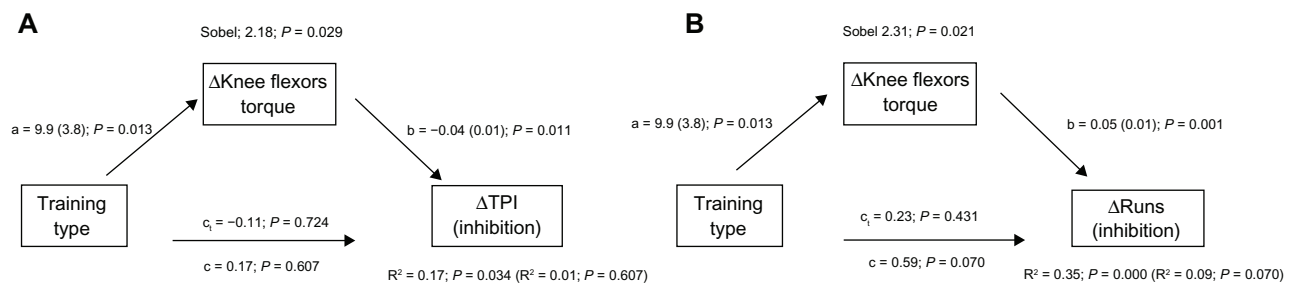 A
Sobel; 2.18; P = 0.029
ΔKnee flexors
torque
a = 9.9 (3.8); P = 0.013
b = −0.04 (0.01); P = 0.011
Training
type
ΔTPI
(inhibition)
cₜ = −0.11; P = 0.724
c = 0.17; P = 0.607
R² = 0.17; P = 0.034 (R² = 0.01; P = 0.607)
B
Sobel 2.31; P = 0.021
ΔKnee flexors
torque
a = 9.9 (3.8); P = 0.013
b = 0.05 (0.01); P = 0.001
Training
type
ΔRuns
(inhibition)
cₜ = 0.23; P = 0.431
c = 0.59; P = 0.070
R² = 0.35; P = 0.000 (R² = 0.09; P = 0.070)